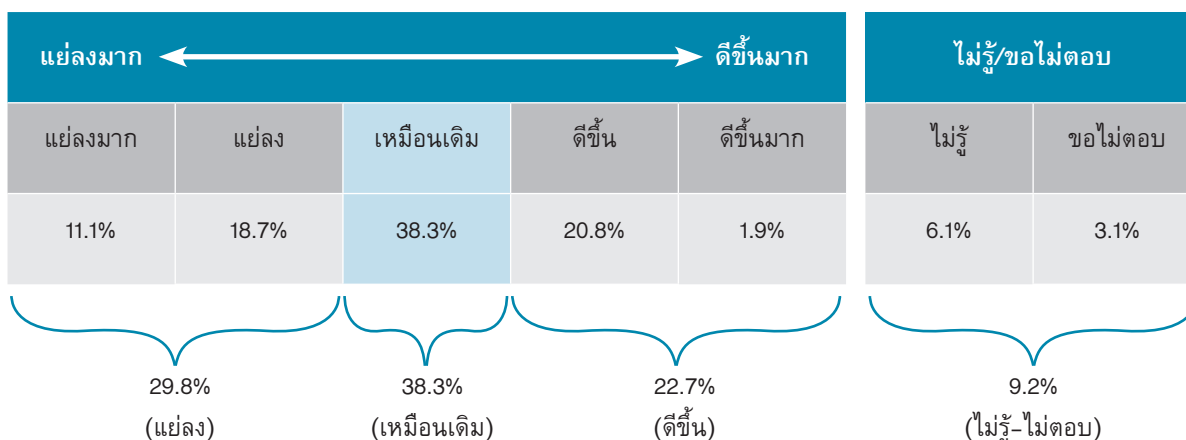 แย่ลงมาก ดีขึ้นมาก ไม่รู้/ขอไม่ตอบ
แย่ลงมาก แย่ลง เหมือนเดิม ดีขึ้น ดีขึ้นมาก ไม่รู้ ขอไม่ตอบ
11.1% 18.7% 38.3% 20.8% 1.9% 6.1% 3.1%
29.8% 38.3% 22.7% 9.2%
(แย่ลง) (เหมือนเดิม) (ดีขึ้น) (ไม่รู้–ไม่ตอบ)